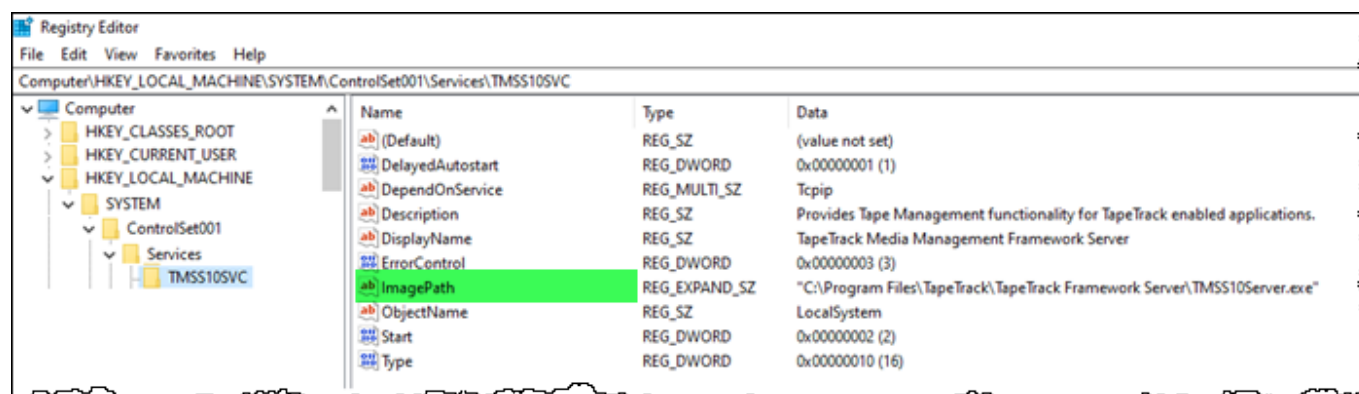 Registry Editor
File Edit View Favorites Help
Computer\HKEY_LOCAL_MACHINE\SYSTEM\ControlSet001\Services\TMSS10SVC
Computer
HKEY_CLASSES_ROOT
HKEY_CURRENT_USER
HKEY_LOCAL_MACHINE
SYSTEM
ControlSet001
Services
TMSS10SVC
Name Type Data
(Default) REG_SZ (value not set)
DelayedAutostart REG_DWORD 0x00000001 (1)
DependOnService REG_MULTI_SZ Tcpip
Description REG_SZ Provides Tape Management functionality for TapeTrack enabled applications.
DisplayName REG_SZ TapeTrack Media Management Framework Server
ErrorControl REG_DWORD 0x00000003 (3)
ImagePath REG_EXPAND_SZ "C:\Program Files\TapeTrack\TapeTrack Framework Server\TMSS10Server.exe"
ObjectName REG_SZ LocalSystem
Start REG_DWORD 0x00000002 (2)
Type REG_DWORD 0x00000010 (16)